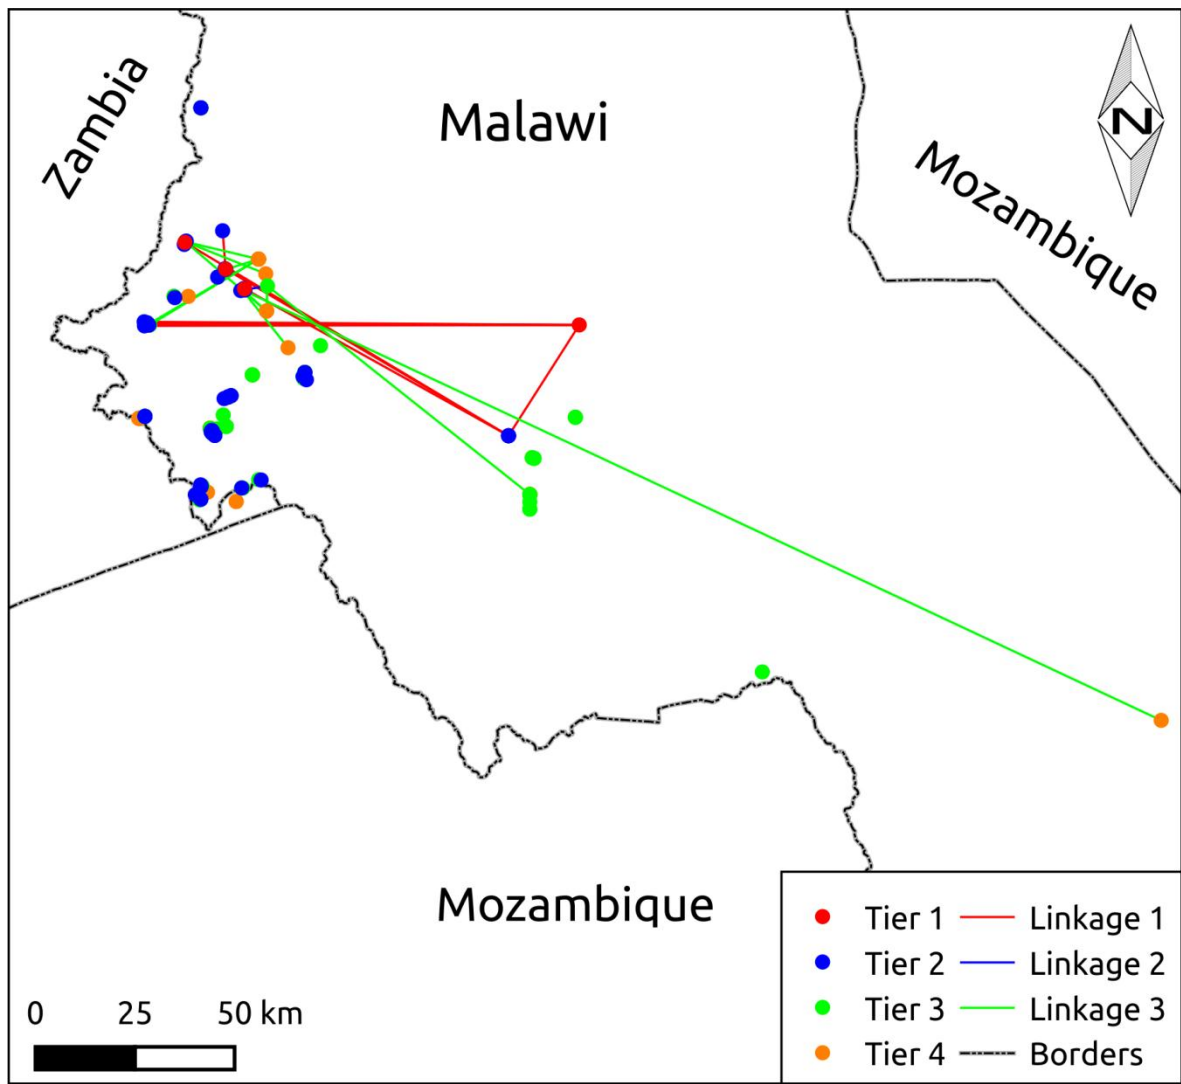 Zambia
Malawi
Mozambique
N
Mozambique
Tier 1 Linkage 1
Tier 2 Linkage 2
Tier 3 Linkage 3
Tier 4 Borders
0 25 50 km